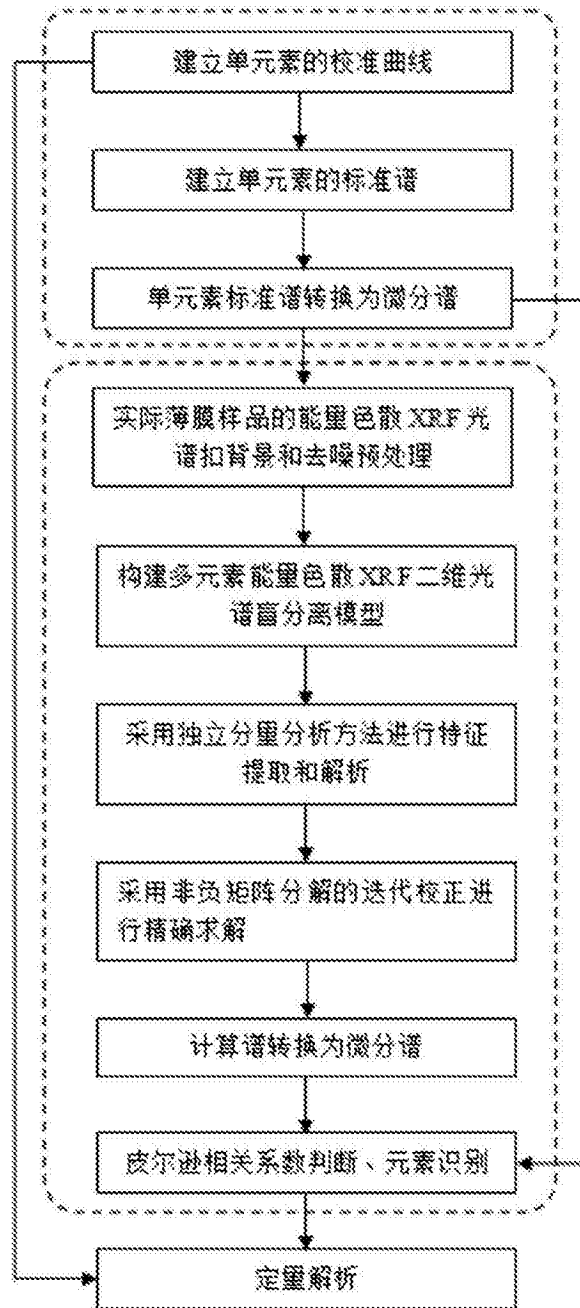 建立单元素的校准曲线
建立单元素的标准谱
单元素标准谱转换为微分谱
实际薄膜样品的能量色散 XRF 光
谱扣背景和去噪预处理
构建多元素能量色散 XRF 二维光
谱盲分离模型
采用独立分量分析方法进行特征
提取和解析
采用非负矩阵分解的迭代校正进
行精确求解
计算谱转换为微分谱
皮尔逊相关系数判断、元素识别
定量解析